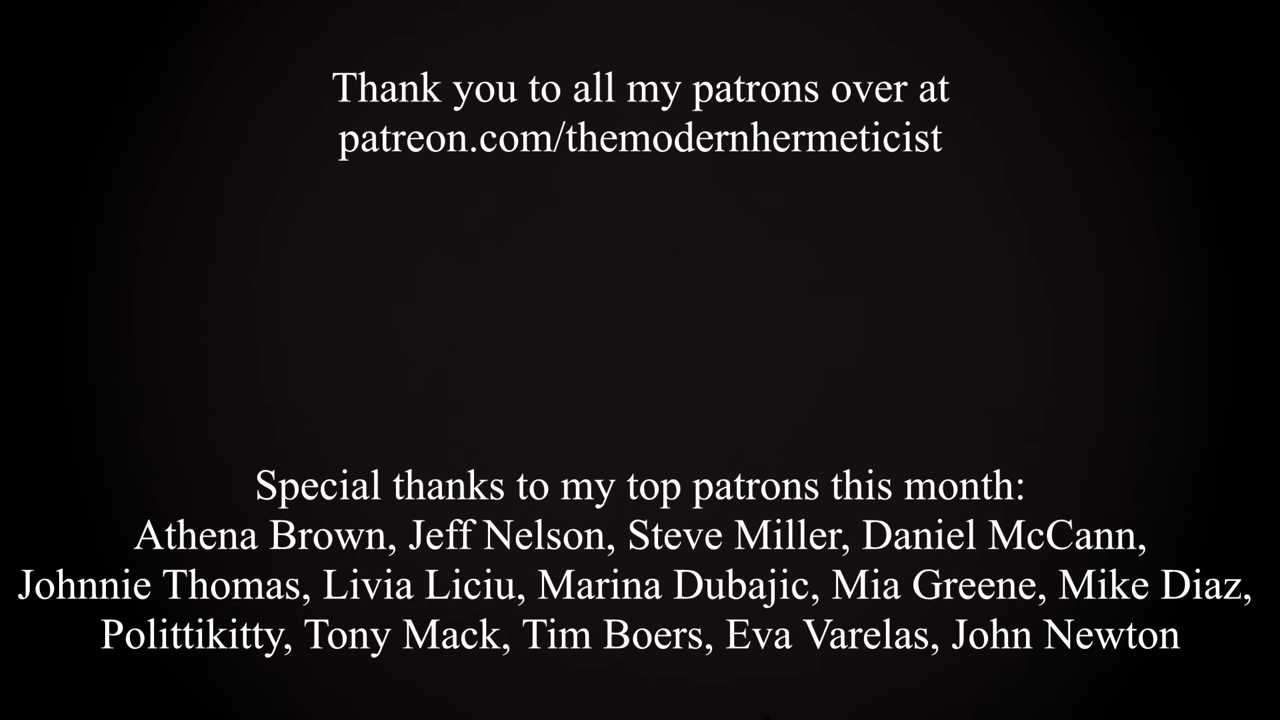 Thank you to all my patrons over at
patreon.com/themodernhermeticist
Special thanks to my top patrons this month:
Athena Brown, Jeff Nelson, Steve Miller, Daniel McCann,
Johnnie Thomas, Livia Liciu, Marina Dubajic, Mia Greene, Mike Diaz,
Polittikitty, Tony Mack, Tim Boers, Eva Varelas, John Newton